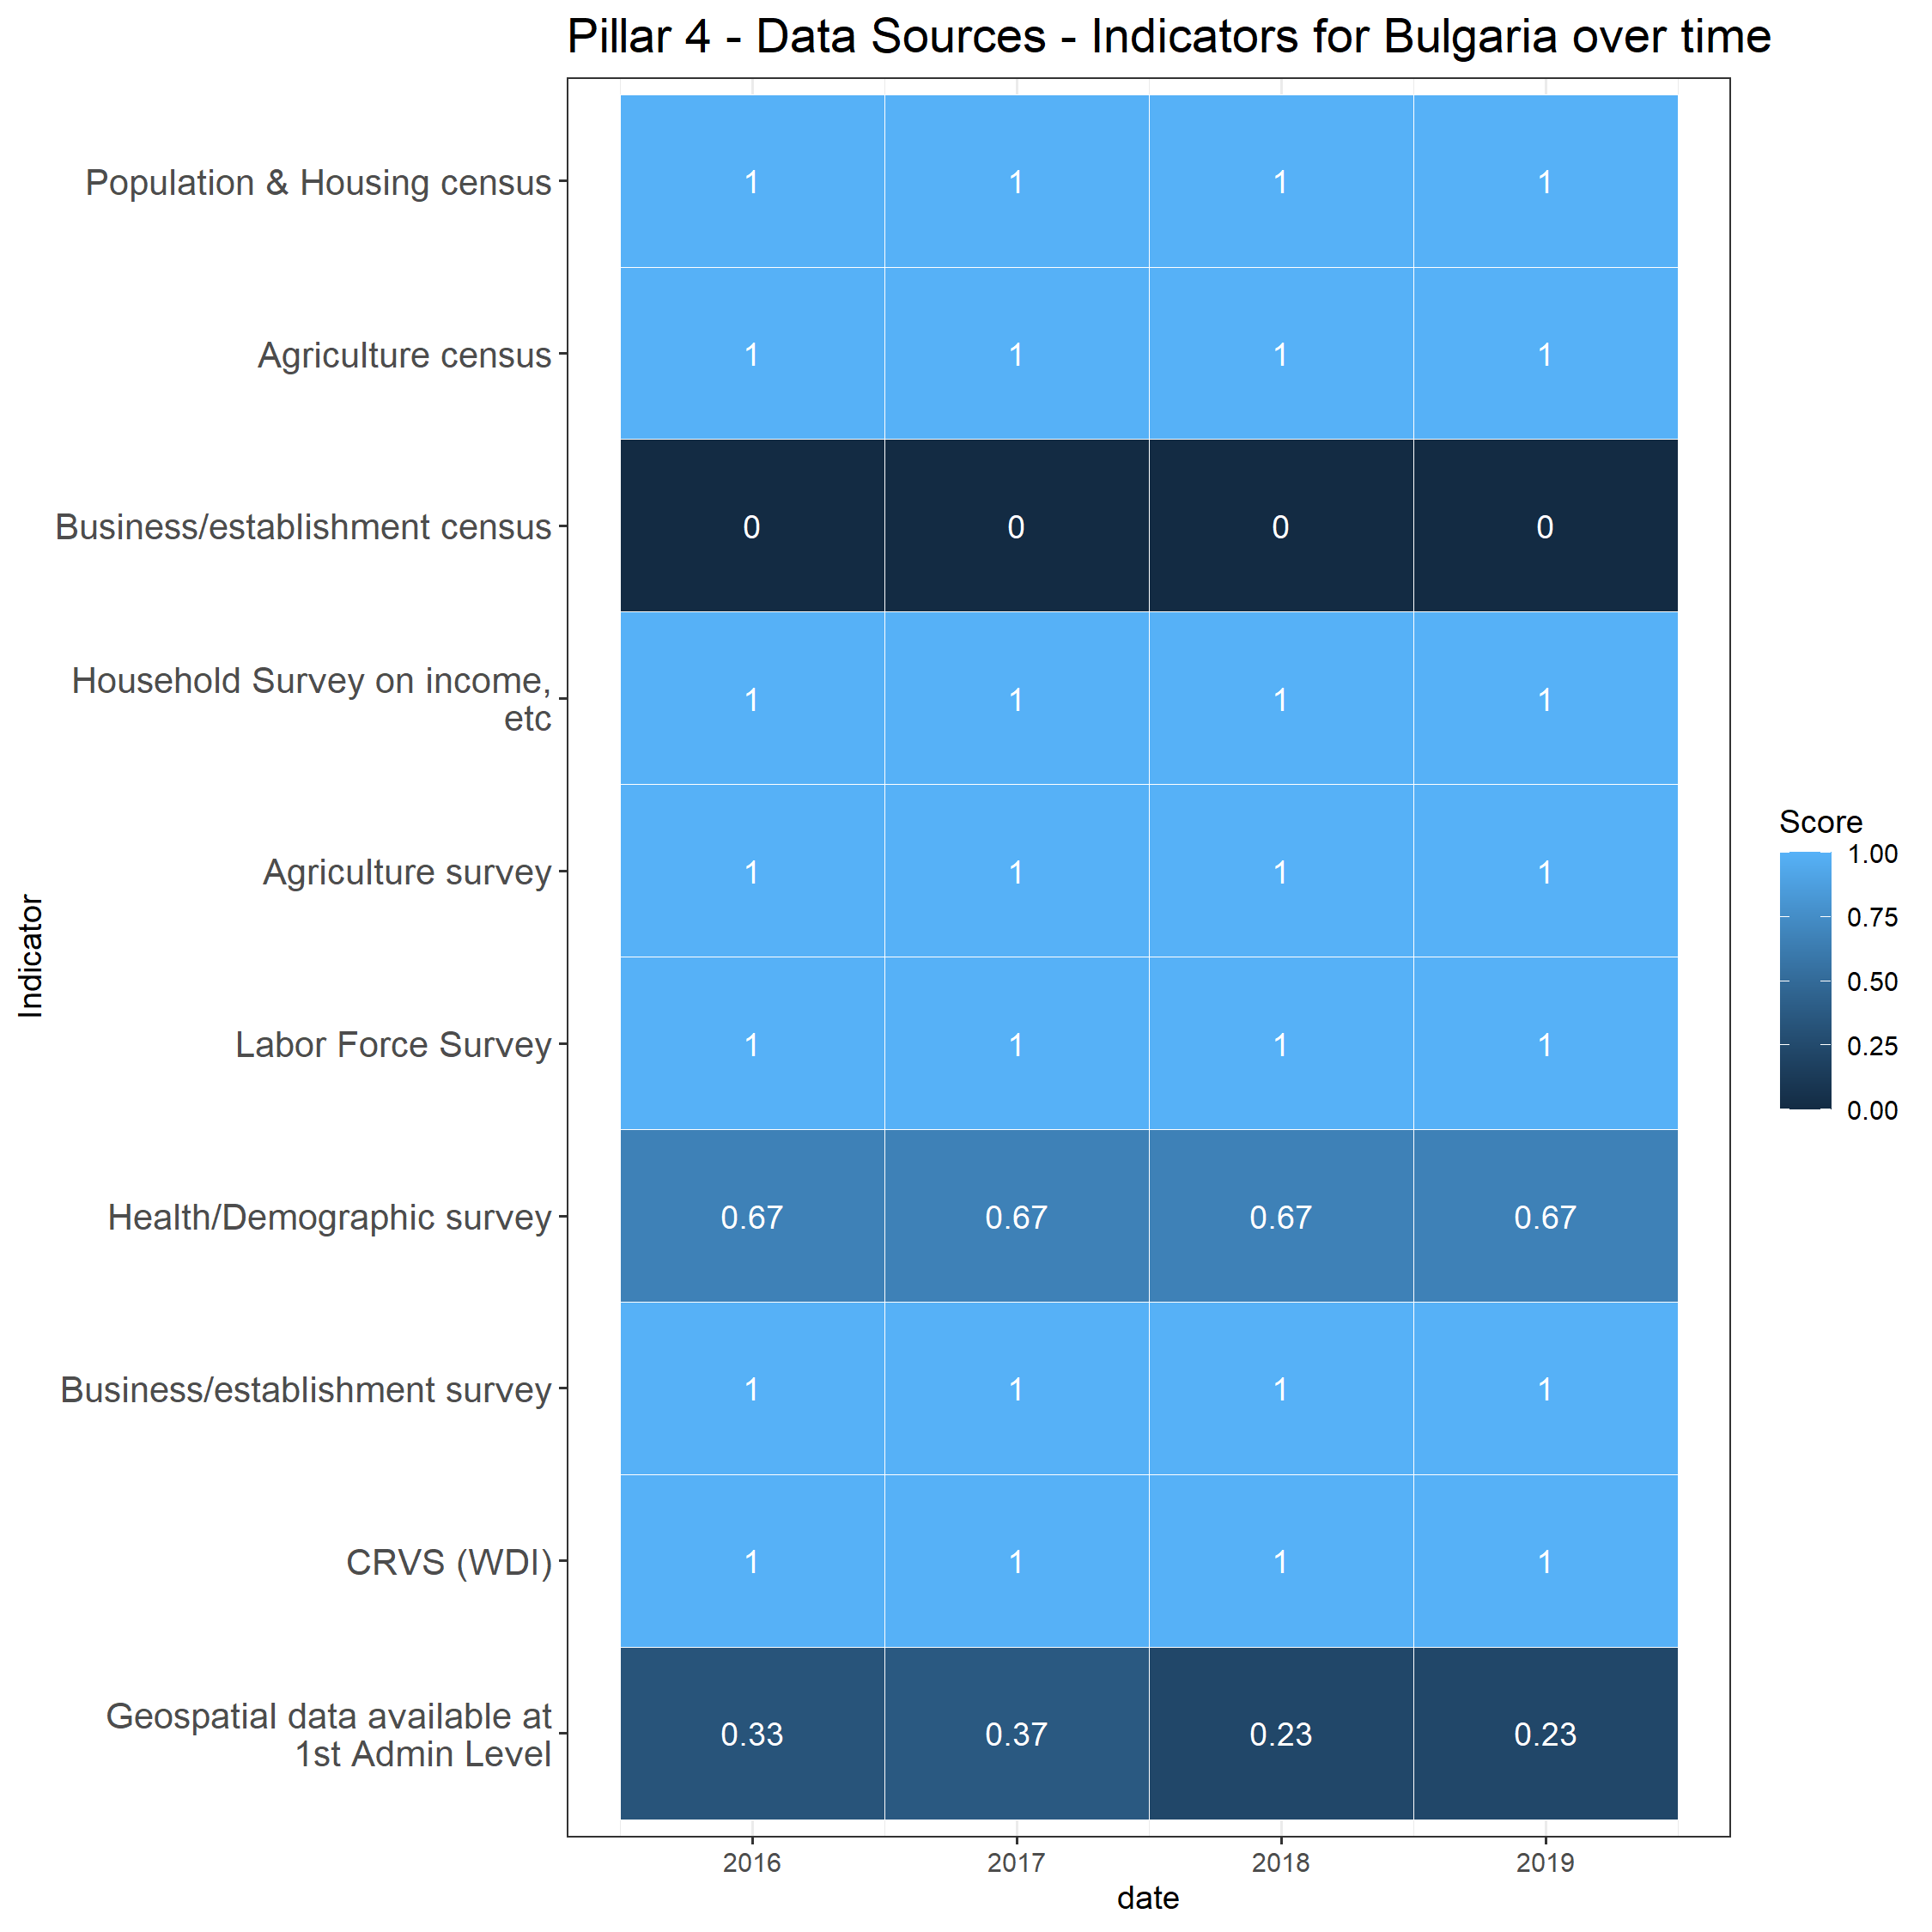 Pillar 4 - Data Sources - Indicators for Bulgaria over time
Indicator
Population & Housing census
1 1 1 1
Agriculture census
1 1 1 1
Business/establishment census
0 0 0 0
Household Survey on income,
etc
1 1 1 1
Agriculture survey
1 1 1 1
Labor Force Survey
1 1 1 1
Health/Demographic survey
0.67 0.67 0.67 0.67
Business/establishment survey
1 1 1 1
CRVS (WDI)
1 1 1 1
Geospatial data available at
1st Admin Level
0.33 0.37 0.23 0.23
2016 2017 2018 2019
date
Score
1.00
0.75
0.50
0.25
0.00